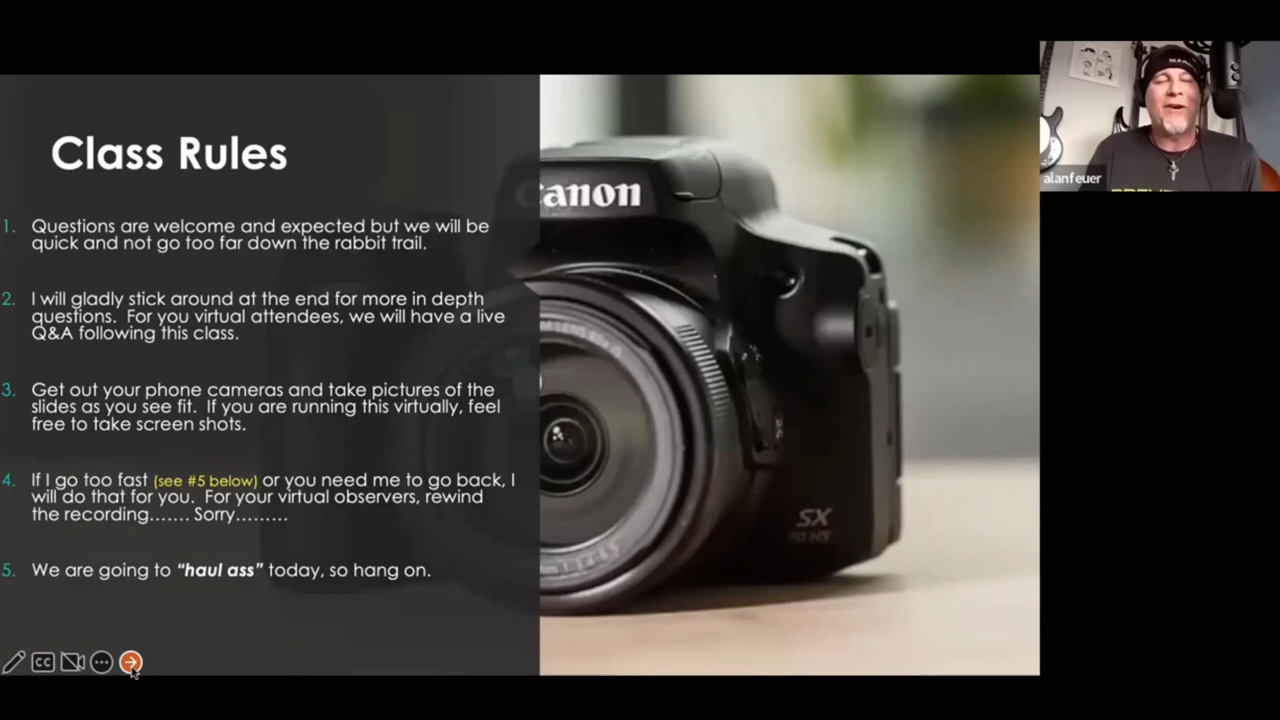 Class Rules
1. Questions are welcome and expected but we will be
quick and not go too far down the rabbit trail.
2. I will gladly stick around at the end for more in depth
questions. For you virtual attendees, we will have a live
Q&A following this class.
3. Get out your phone cameras and take pictures of the
slides as you see fit. If you are running this virtually, feel
free to take screen shots.
4. If I go too fast (see #5 below) or you need me to go back, I
will do that for you. For your virtual observers, rewind
the recording....... Sorry.........
5. We are going to “haul ass” today, so hang on.
CC
canon
SX
70 HS
alanfeuer